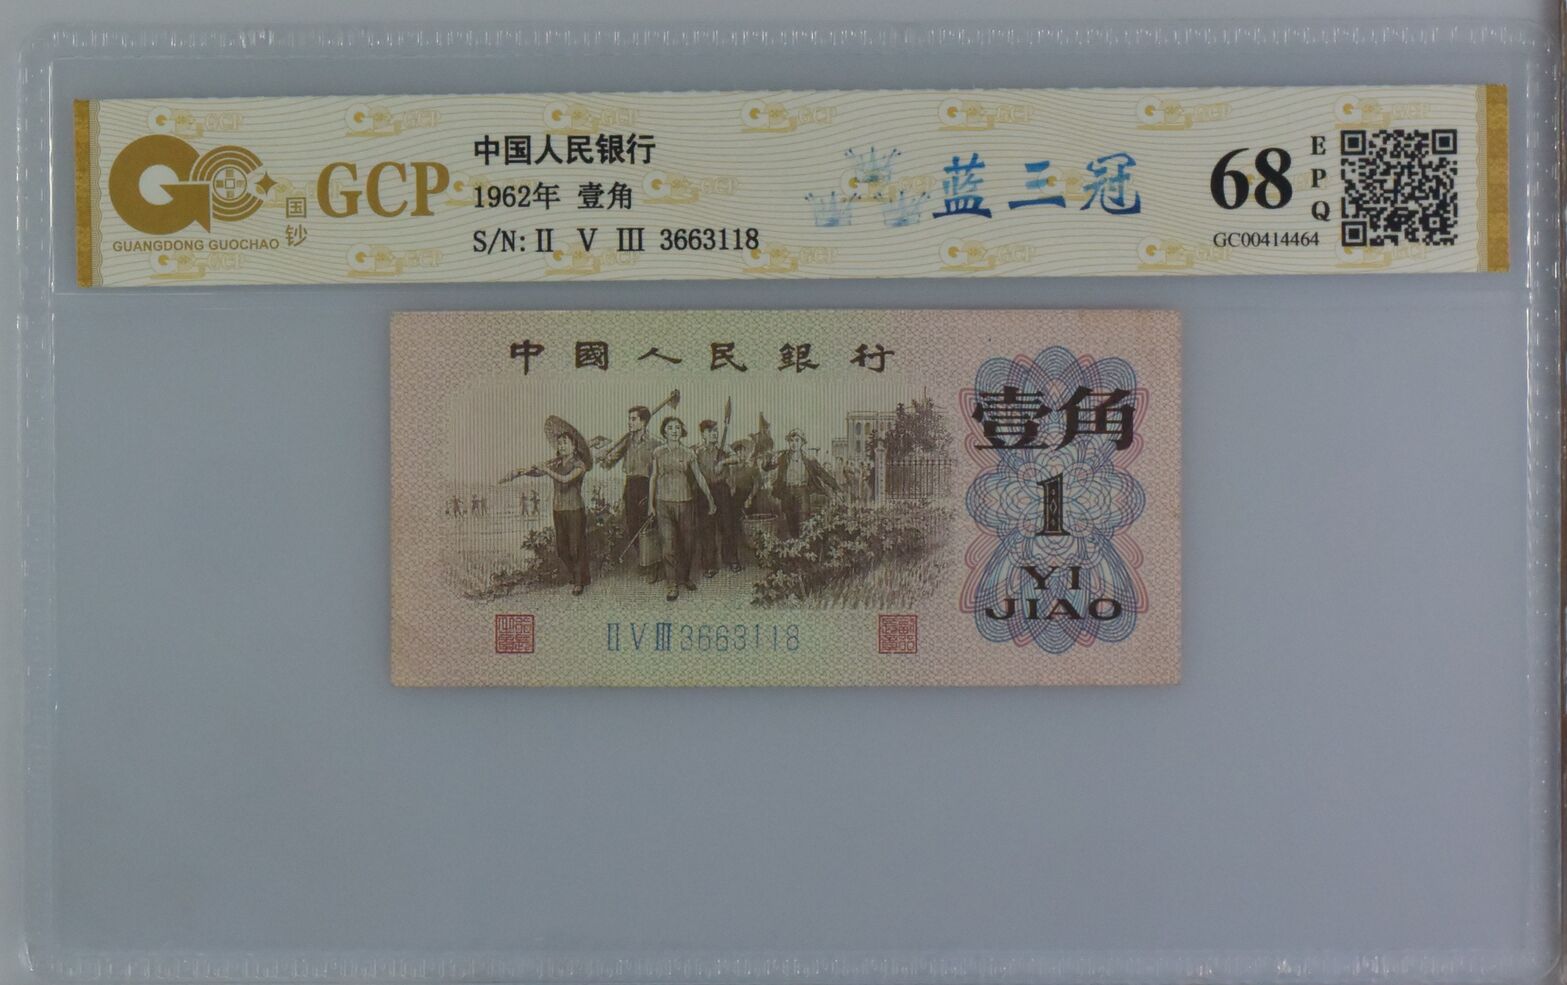 GUANGDONG GUOCHAO
国钞
GCP
中国人民银行
1962年 壹角
S/N: II V III 3663118
蓝三冠
68
EPQ
GC00414464
中國人民銀行
壹角
1
YI
JIAO
II V III 3663118